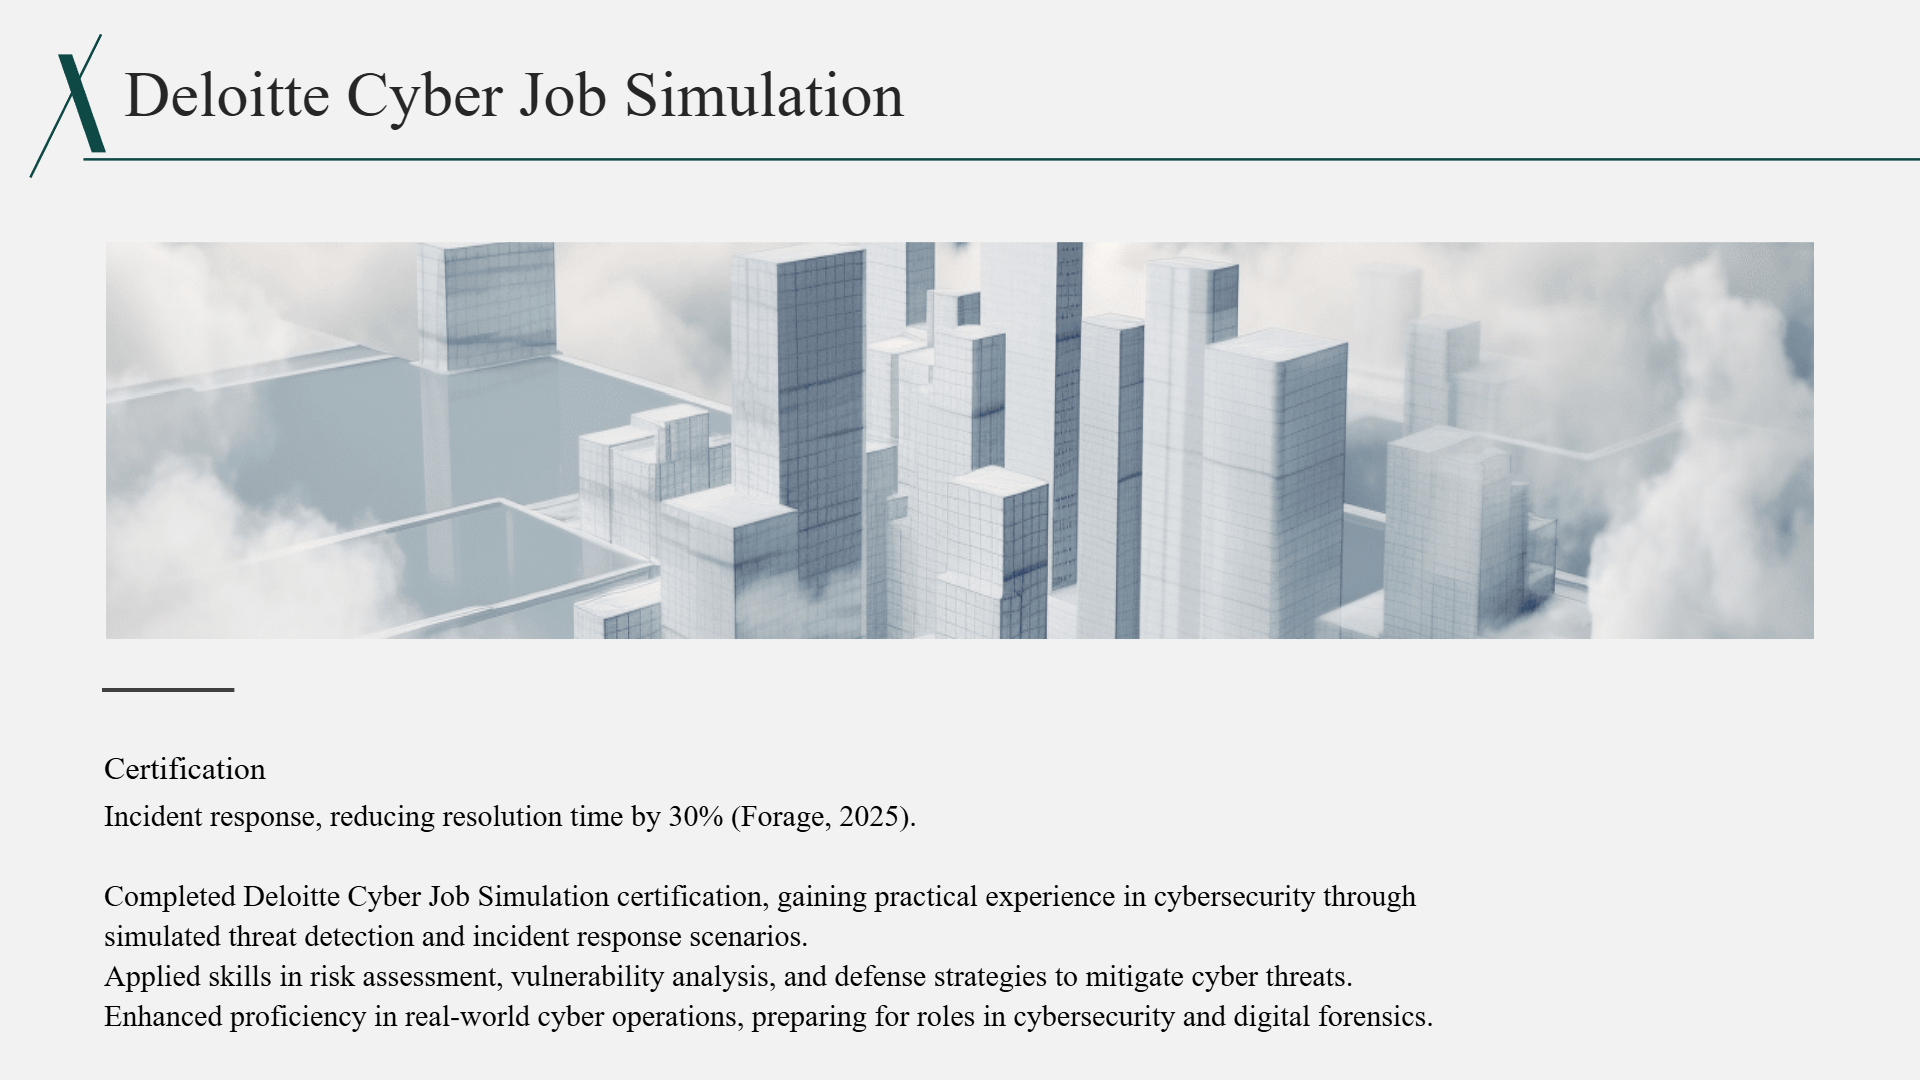 Deloitte Cyber Job Simulation
Certification
Incident response, reducing resolution time by 30% (Forage, 2025).
Completed Deloitte Cyber Job Simulation certification, gaining practical experience in cybersecurity through
simulated threat detection and incident response scenarios.
Applied skills in risk assessment, vulnerability analysis, and defense strategies to mitigate cyber threats.
Enhanced proficiency in real-world cyber operations, preparing for roles in cybersecurity and digital forensics.